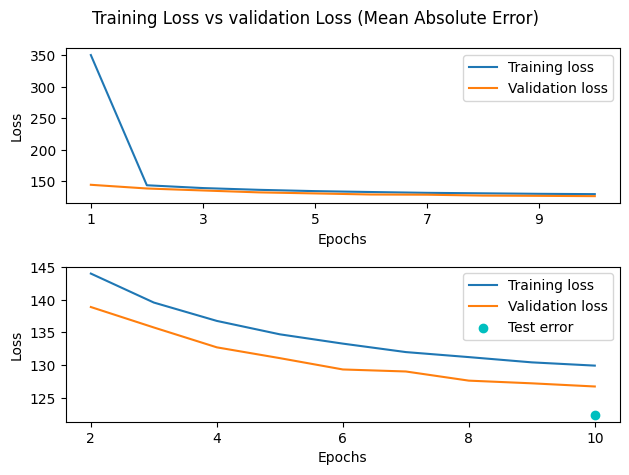 Training Loss vs validation Loss (Mean Absolute Error)
350
300
250
200
150
Loss
Training loss
Validation loss
1 3 5 7 9
Epochs
145
140
135
130
125
Loss
Training loss
Validation loss
Test error
2 4 6 8 10
Epochs